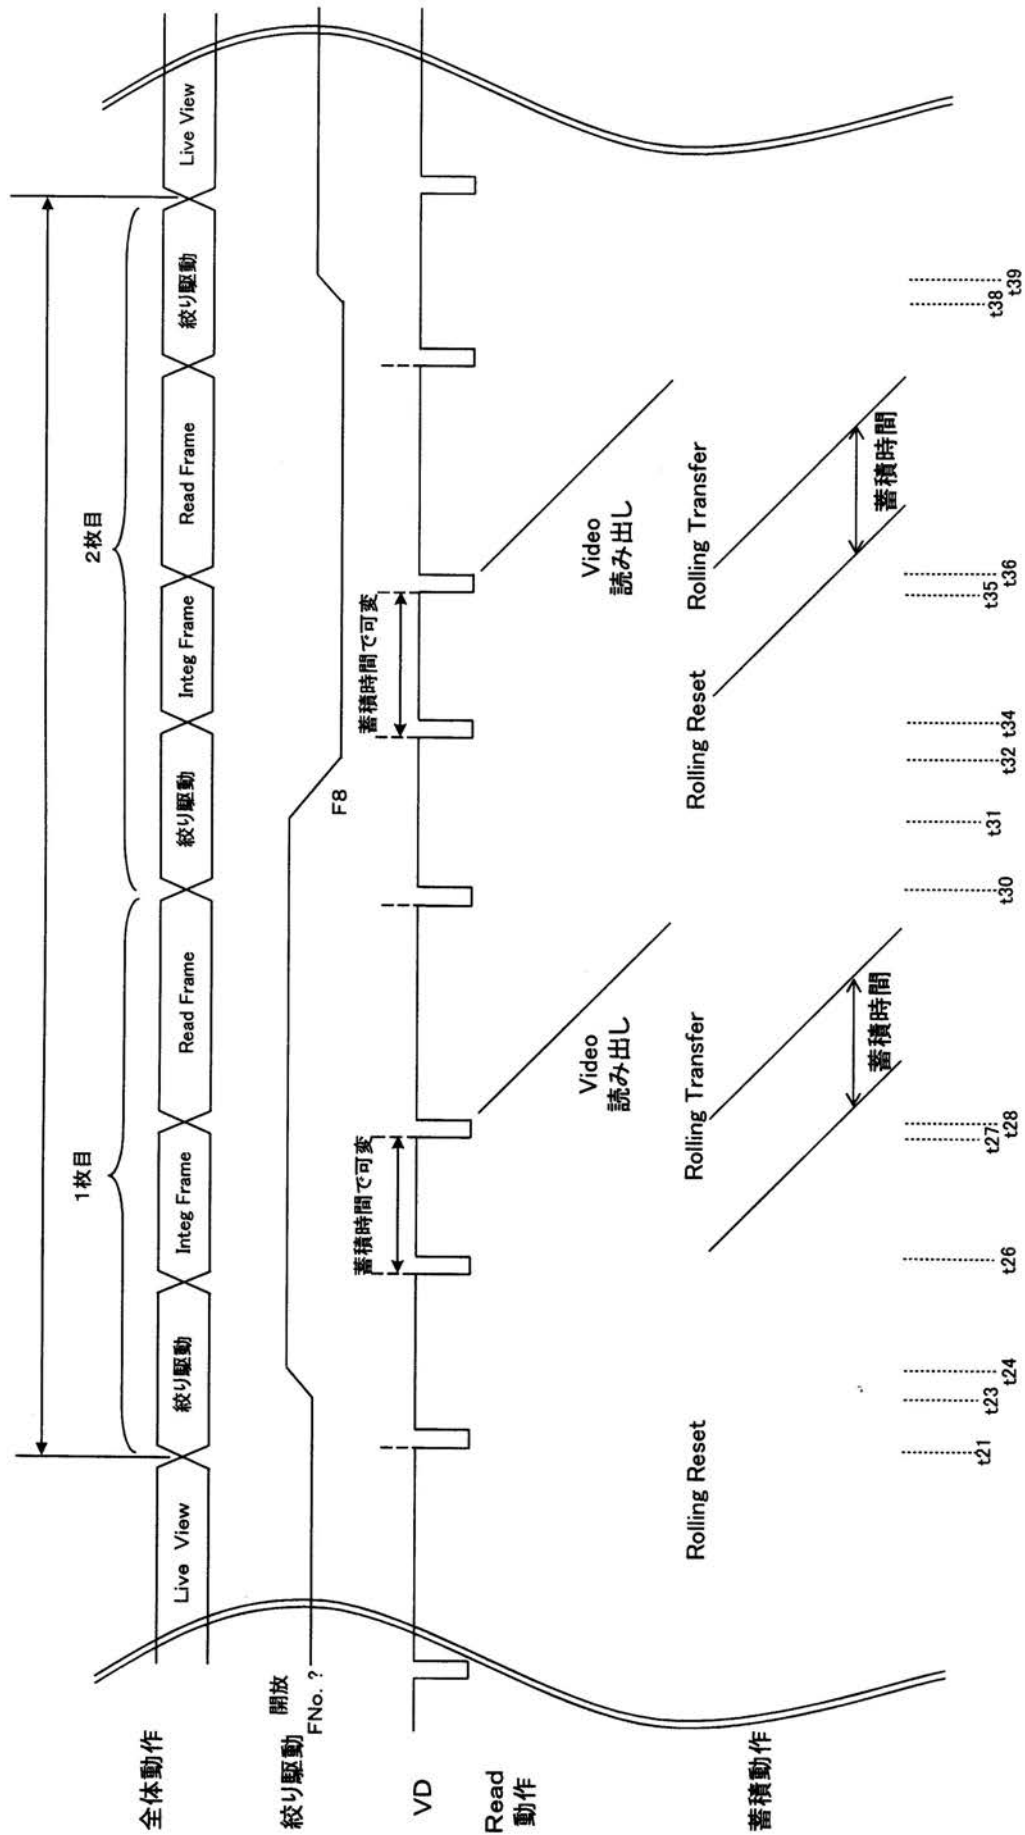 1枚目
2枚目
全体動作
Live View
絞り駆動
Integ Frame
Read Frame
絞り駆動
Integ Frame
Read Frame
絞り駆動
Live View
絞り駆動
開放
FNo. ?
F8
VD
蓄積時間で可変
蓄積時間で可変
Read
動作
Video
読み出し
Video
読み出し
蓄積動作
Rolling Reset
Rolling Transfer
Rolling Reset
Rolling Transfer
蓄積時間
蓄積時間
t21
t23
t24
t26
t27
t28
t30
t31
t32
t34
t35
t36
t38
t39